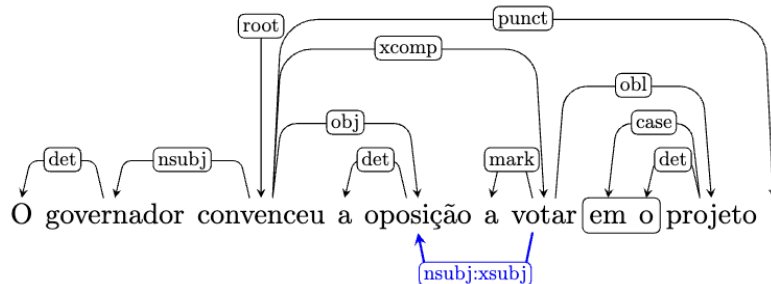 punct
root
xcomp
obl
obj
case
det
nsubj
det
mark
det
O governador convenceu a oposição a votar em o projeto
nsubj:xsubj